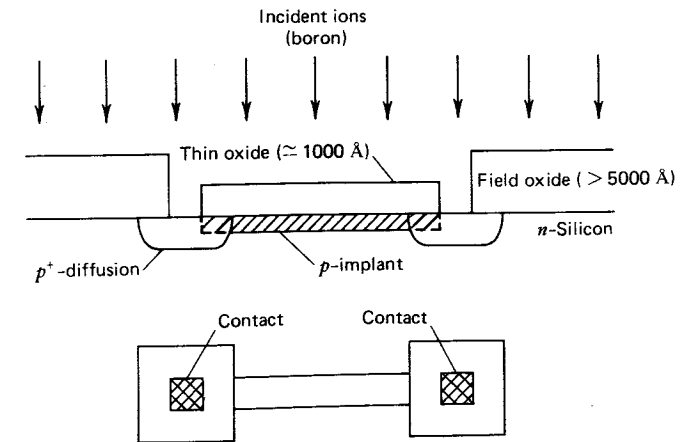 Incident ions
(boron)
Thin oxide (≃ 1000 Å)
Field oxide ( > 5000 Å)
n-Silicon
p⁺-diffusion
p-implant
Contact
Contact